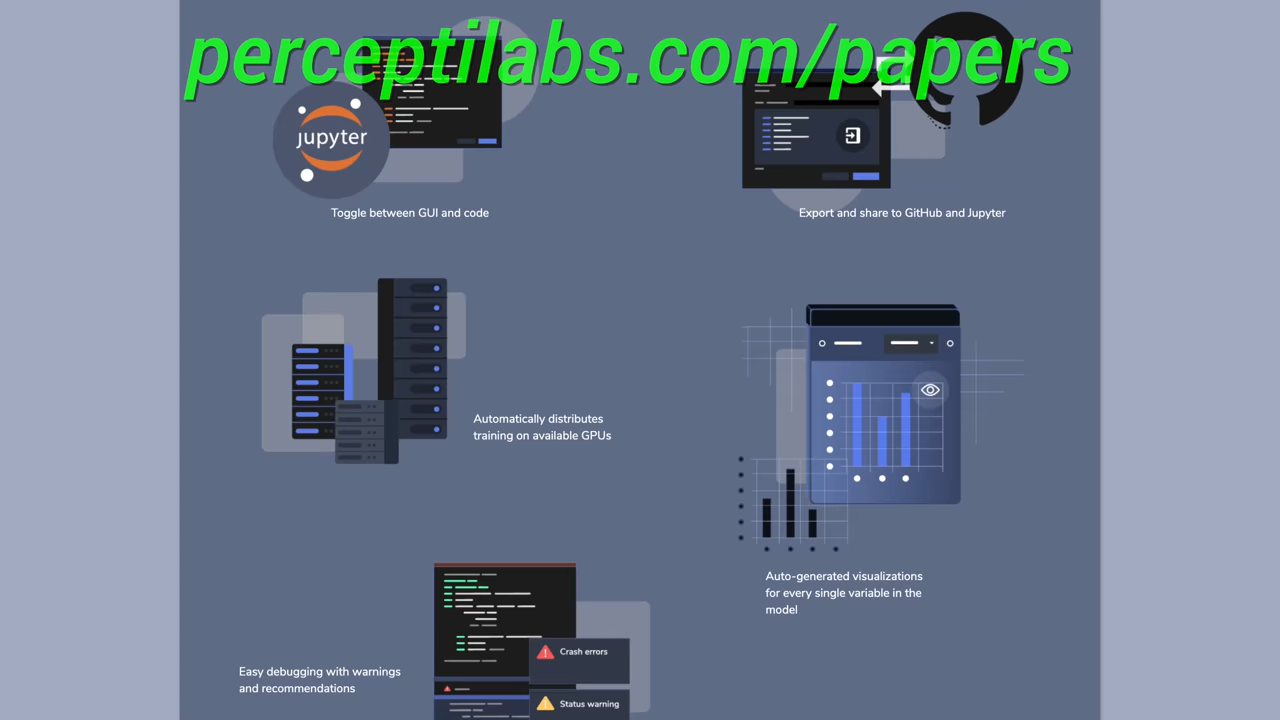 perceptilabs.com/papers
jupyter
Toggle between GUI and code
Export and share to GitHub and Jupyter
Automatically distributes
training on available GPUs
Auto-generated visualizations
for every single variable in the
model
Easy debugging with warnings
and recommendations
Crash errors
Status warning